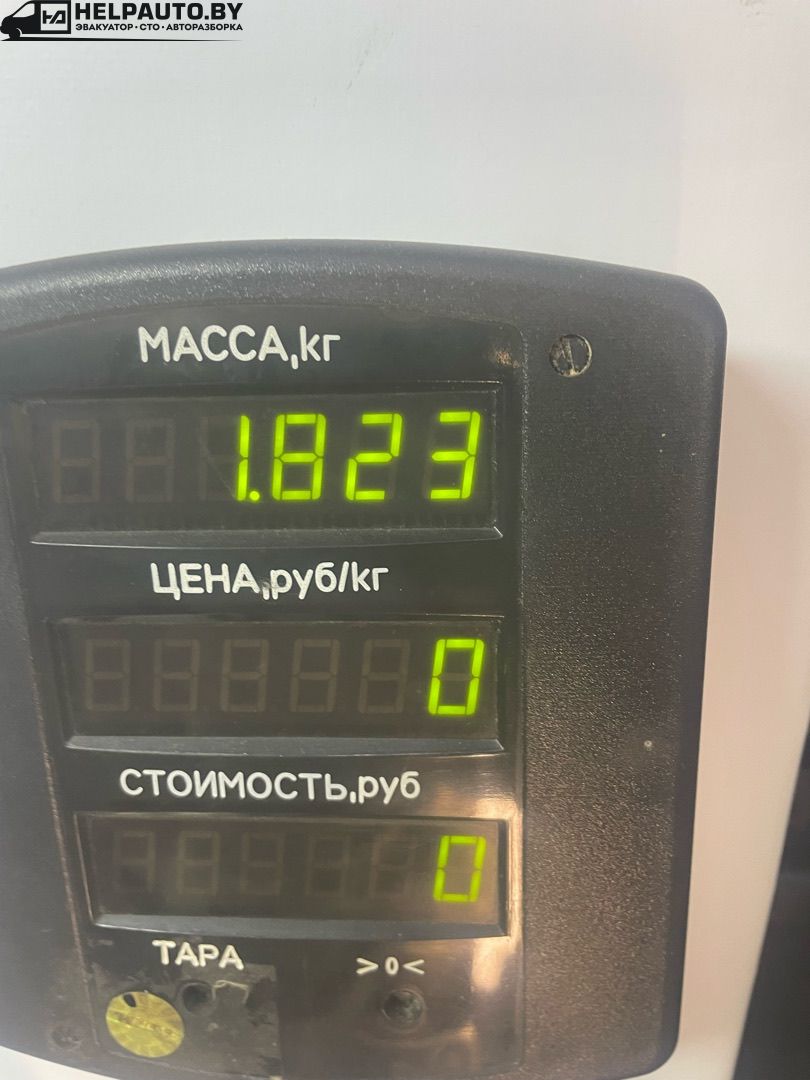 HELPAUTO.BY
ЭВАКУАТОР • СТО • АВТОРАЗБОРКА
МАССА,кг
1.823
ЦЕНА,руб/кг
0
СТОИМОСТЬ,руб
0
ТАРА >0<